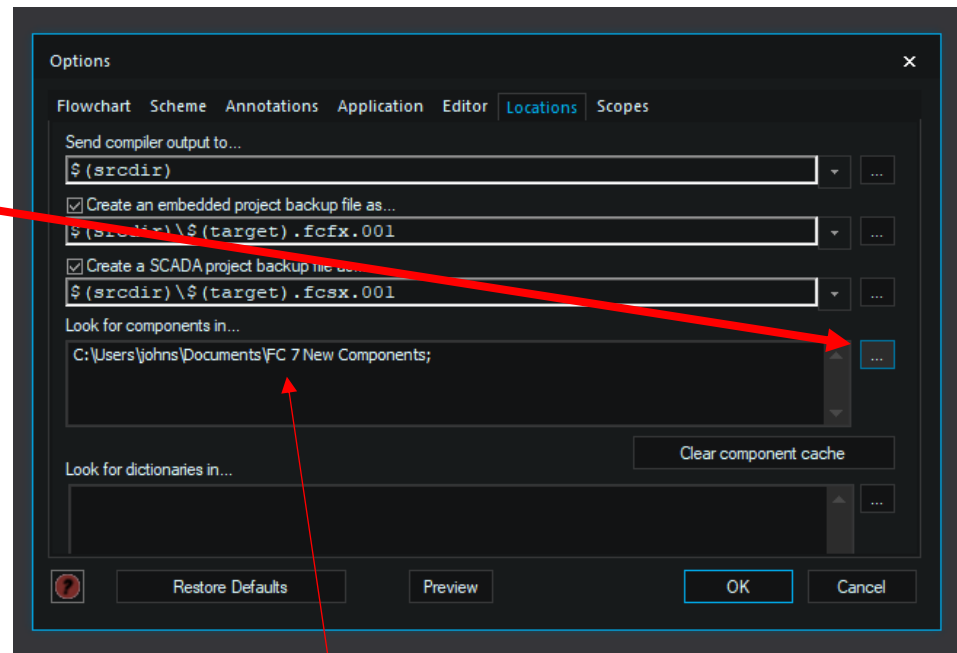 Options
Flowchart Scheme Annotations Application Editor Locations Scopes
Send compiler output to...
$(srcdir)
...
Create an embedded project backup file as...
$(srcdir)\$(target).fcfx.001
...
Create a SCADA project backup file as...
$(srcdir)\$(target).fcsx.001
...
Look for components in...
C:\Users\johns\Documents\FC 7 New Components;
...
Clear component cache
Look for dictionaries in...
...
? Restore Defaults Preview OK Cancel